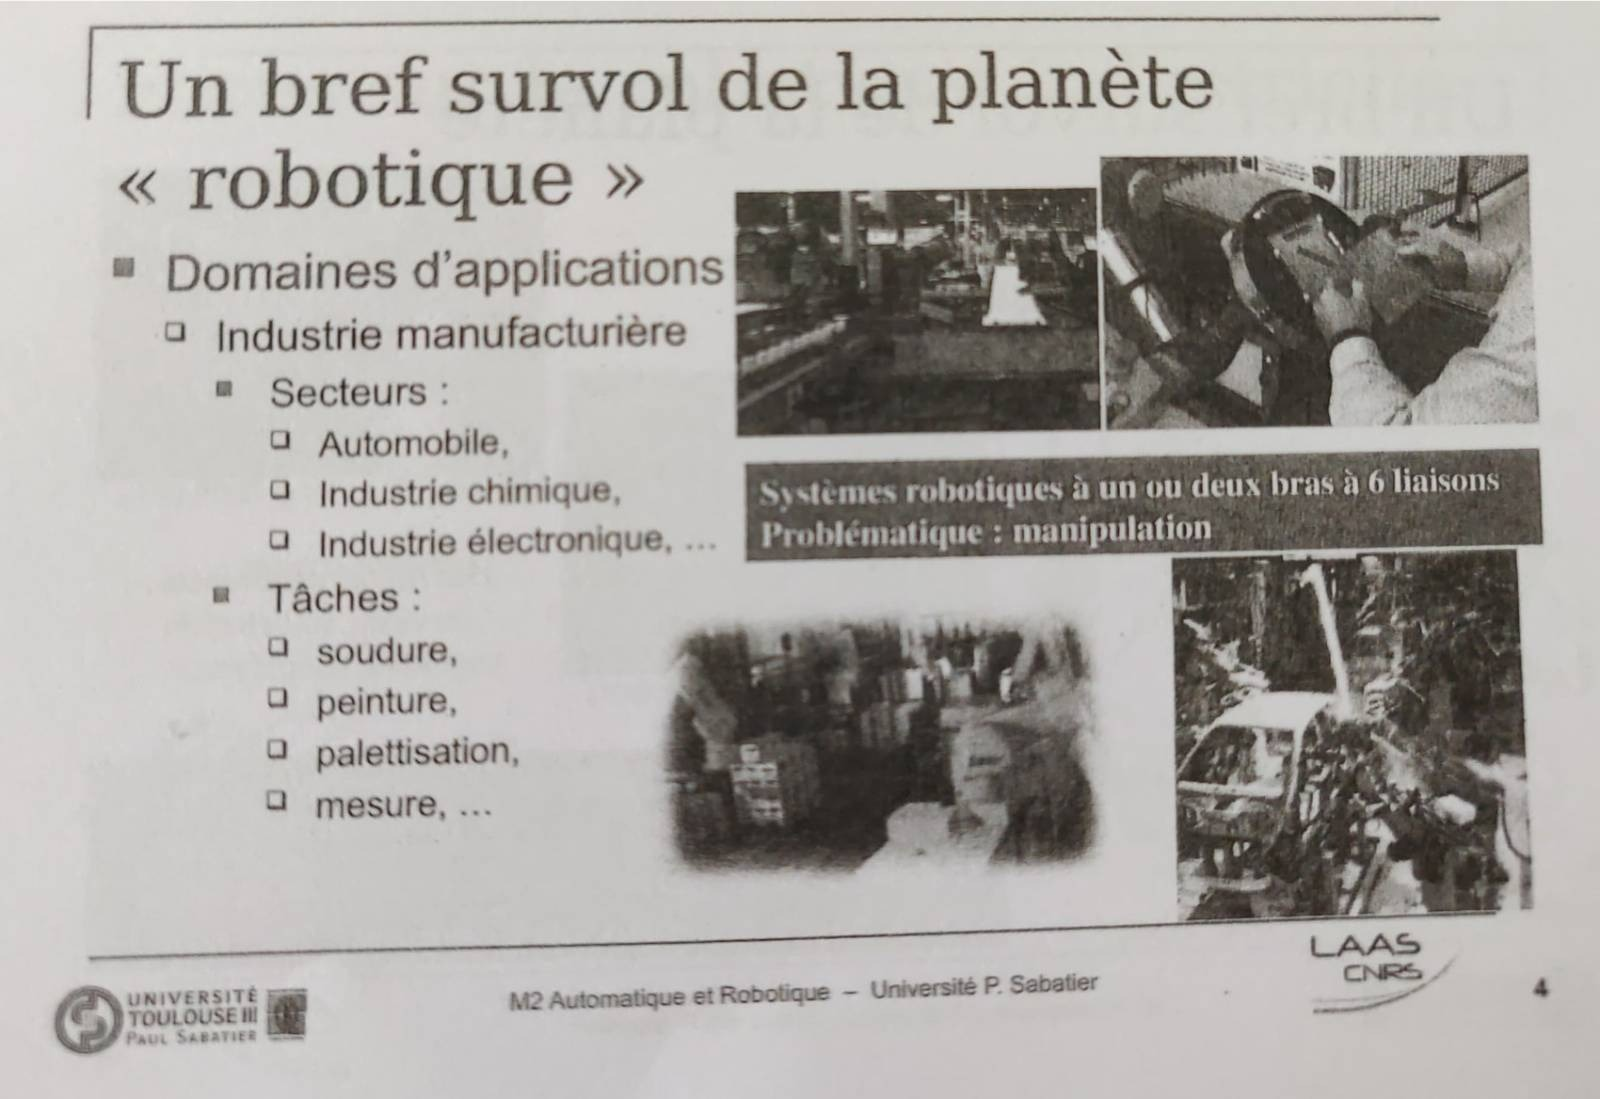 Un bref survol de la planète
« robotique »
Domaines d'applications
Industrie manufacturière
Secteurs :
Automobile,
Industrie chimique,
Industrie électronique, ...
Tâches :
soudure,
peinture,
palettisation,
mesure, ...
Systèmes robotiques à un ou deux bras à 6 liaisons
Problématique : manipulation
UNIVERSITÉ
TOULOUSE III
PAUL SABATIER
M2 Automatique et Robotique – Université P. Sabatier
LAAS
CNRS
4